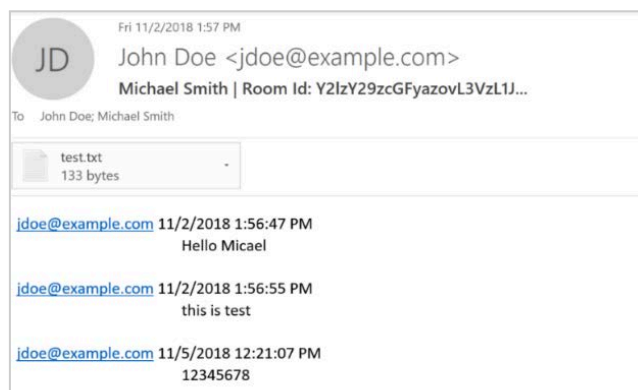 Fri 11/2/2018 1:57 PM
JD
John Doe <jdoe@example.com>
Michael Smith | Room Id: Y2lzY29zcGFyazovL3VzL1J...
To John Doe; Michael Smith
test.txt
133 bytes
jdoe@example.com 11/2/2018 1:56:47 PM
Hello Micael
jdoe@example.com 11/2/2018 1:56:55 PM
this is test
jdoe@example.com 11/5/2018 12:21:07 PM
12345678